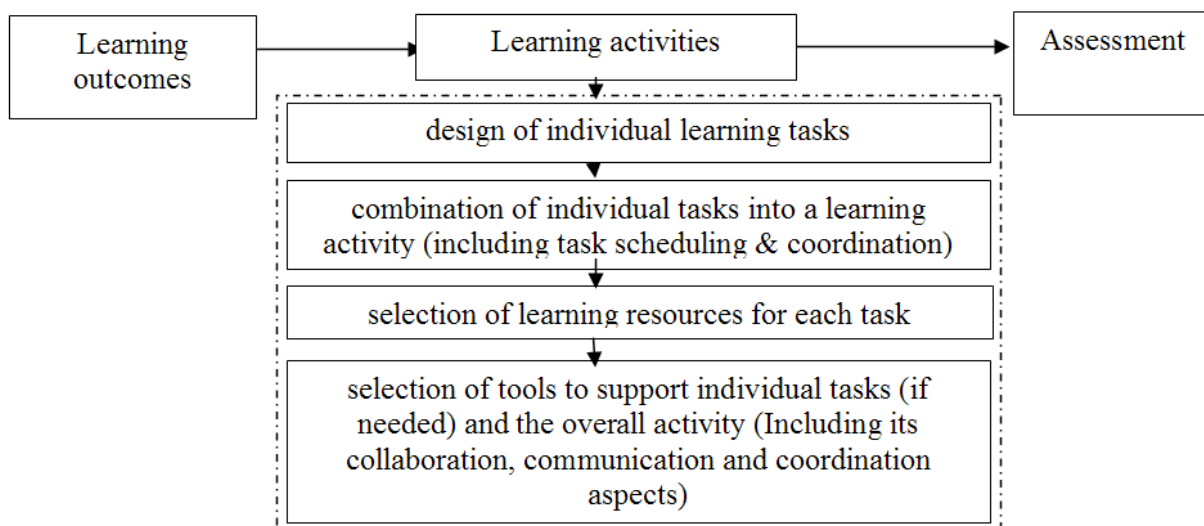 Learning
outcomes
Learning activities
Assessment
design of individual learning tasks
combination of individual tasks into a learning
activity (including task scheduling & coordination)
selection of learning resources for each task
selection of tools to support individual tasks (if
needed) and the overall activity (Including its
collaboration, communication and coordination
aspects)